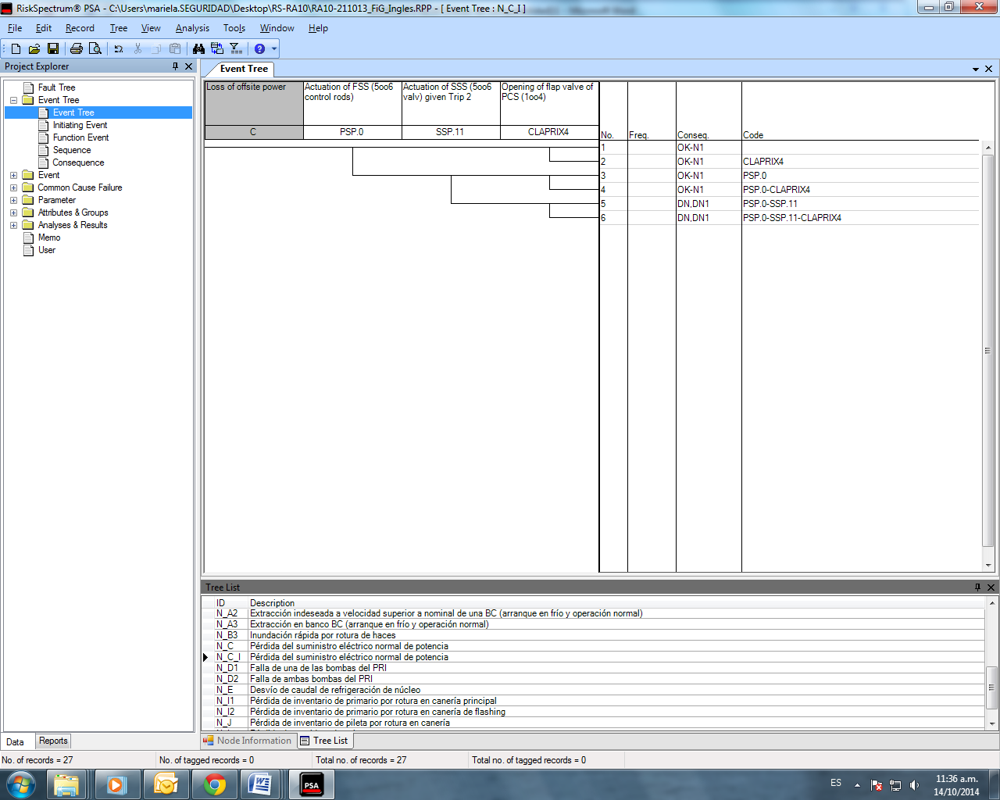 RiskSpectrum® PSA - C:\Users\mariela.SEGURIDAD\Desktop\RS-RA10\RA10-211013_FiG_Ingles.RPP - [ Event Tree : N_C_I ]
File Edit Record Tree View Analysis Tools Window Help
Project Explorer
Fault Tree
Event Tree
Event Tree
Initiating Event
Function Event
Sequence
Consequence
Event
Common Cause Failure
Parameter
Attributes & Groups
Analyses & Results
Memo
User
Data Reports
Event Tree
Loss of offsite power
Actuation of FSS (5oo6
control rods)
Actuation of SSS (5oo6
valv) given Trip 2
Opening of flap valve of
PCS (1oo4)
C PSP.0 SSP.11 CLAPRIX4
No. Freq. Conseq. Code
1 OK-N1
2 OK-N1 CLAPRIX4
3 OK-N1 PSP.0
4 OK-N1 PSP.0-CLAPRIX4
5 DN,DN1 PSP.0-SSP.11
6 DN,DN1 PSP.0-SSP.11-CLAPRIX4
Tree List
ID Description
N_A2 Extracción indeseada a velocidad superior a nominal de una BC (arranque en frío y operación normal)
N_A3 Extracción en banco BC (arranque en frío y operación normal)
N_B3 Inundación rápida por rotura de haces
N_C Pérdida del suministro eléctrico normal de potencia
N_C_I Pérdida del suministro eléctrico normal de potencia
N_D1 Falla de una de las bombas del PRI
N_D2 Falla de ambas bombas del PRI
N_E Desvío de caudal de refrigeración de núcleo
N_I1 Pérdida de inventario de primario por rotura en canería principal
N_I2 Pérdida de inventario de primario por rotura en canería de flashing
N_J Pérdida de inventario de pileta por rotura en canería
Node Information Tree List
No. of records = 27 No. of tagged records = 0 Total no. of records = 27 Total no. of tagged records = 0
PSA
ES
11:36 a.m.
14/10/2014